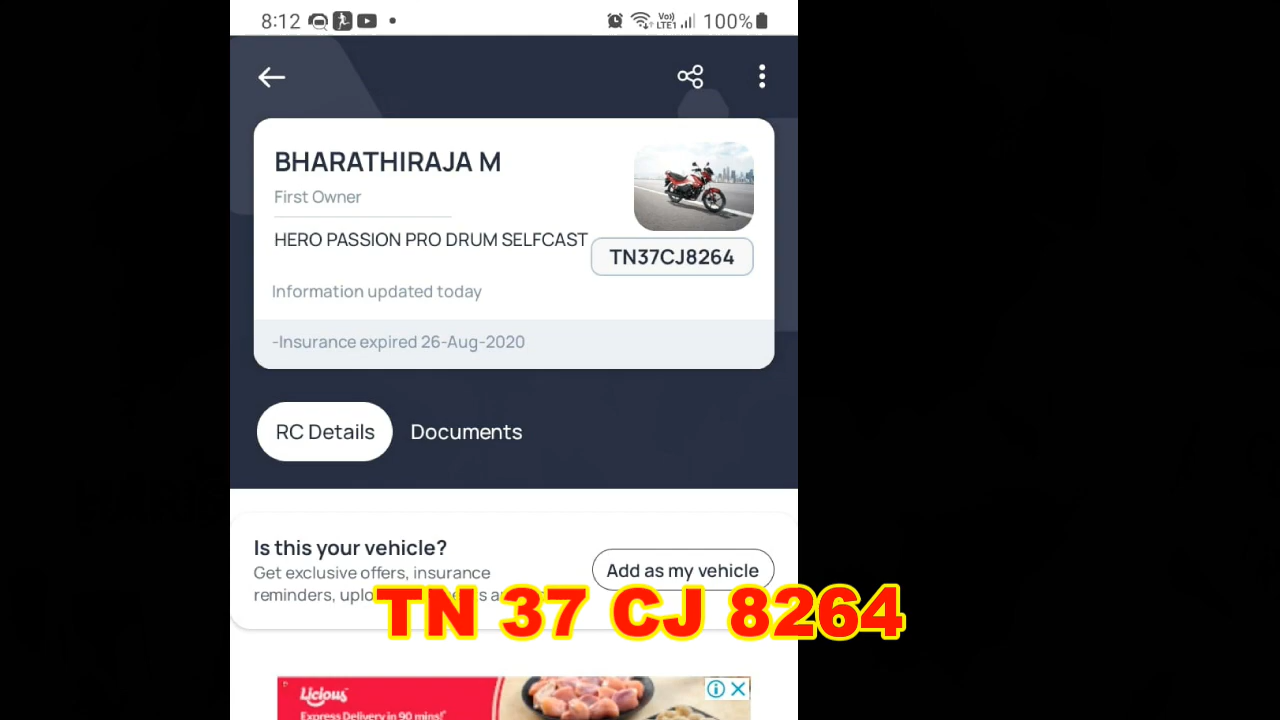 8:12 Vo) LTE1 100%
BHARATHIRAJA M
First Owner
HERO PASSION PRO DRUM SELFCAST
TN37CJ8264
Information updated today
-Insurance expired 26-Aug-2020
RC Details Documents
Is this your vehicle?
Get exclusive offers, insurance
Add as my vehicle
reminders,
TN 37 CJ 8264
Licious
Express Delivery in 90 mins!*